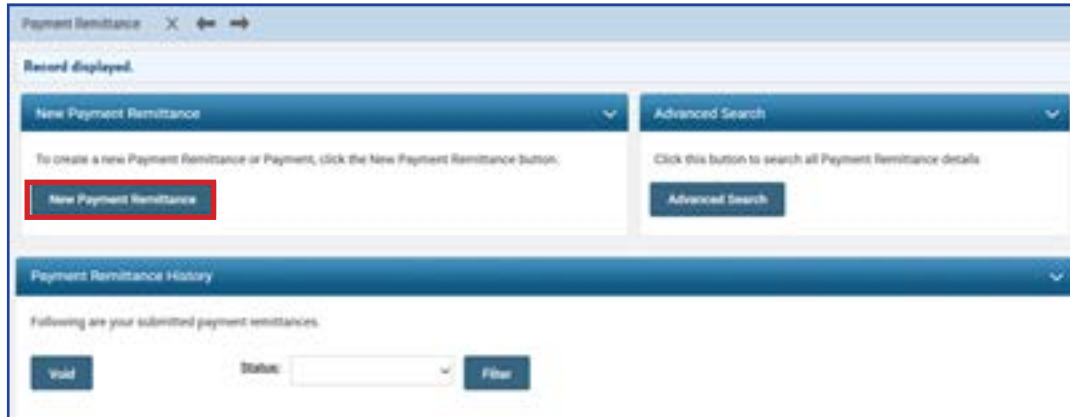 Payment Remittance
Record displayed.
New Payment Remittance
Advanced Search
To create a new Payment Remittance or Payment, click the New Payment Remittance button.
Click this button to search all Payment Remittance details
New Payment Remittance
Advanced Search
Payment Remittance History
Following are your submitted payment remittances.
Void
Status:
Filter